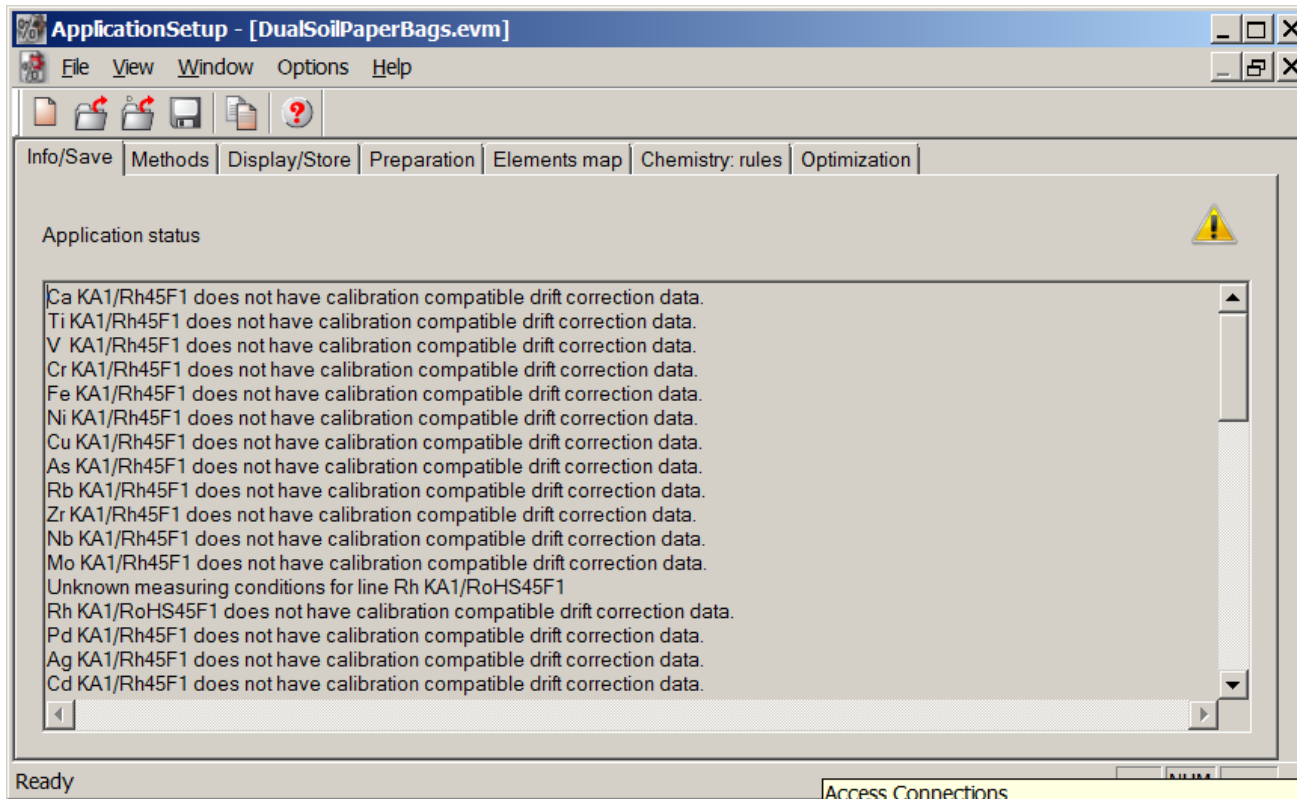 ApplicationSetup - [DualSoilPaperBags.evm]
File View Window Options Help
Info/Save Methods Display/Store Preparation Elements map Chemistry: rules Optimization
Application status
Ca KA1/Rh45F1 does not have calibration compatible drift correction data.
Ti KA1/Rh45F1 does not have calibration compatible drift correction data.
V KA1/Rh45F1 does not have calibration compatible drift correction data.
Cr KA1/Rh45F1 does not have calibration compatible drift correction data.
Fe KA1/Rh45F1 does not have calibration compatible drift correction data.
Ni KA1/Rh45F1 does not have calibration compatible drift correction data.
Cu KA1/Rh45F1 does not have calibration compatible drift correction data.
As KA1/Rh45F1 does not have calibration compatible drift correction data.
Rb KA1/Rh45F1 does not have calibration compatible drift correction data.
Zr KA1/Rh45F1 does not have calibration compatible drift correction data.
Nb KA1/Rh45F1 does not have calibration compatible drift correction data.
Mo KA1/Rh45F1 does not have calibration compatible drift correction data.
Unknown measuring conditions for line Rh KA1/RoHS45F1
Rh KA1/RoHS45F1 does not have calibration compatible drift correction data.
Pd KA1/Rh45F1 does not have calibration compatible drift correction data.
Ag KA1/Rh45F1 does not have calibration compatible drift correction data.
Cd KA1/Rh45F1 does not have calibration compatible drift correction data.
Ready NUM
Access Connections